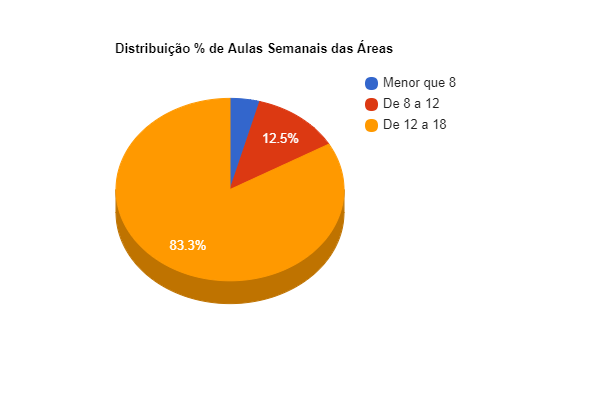 Distribuição % de Aulas Semanais das Áreas
Menor que 8
De 8 a 12
De 12 a 18
12.5%
83.3%